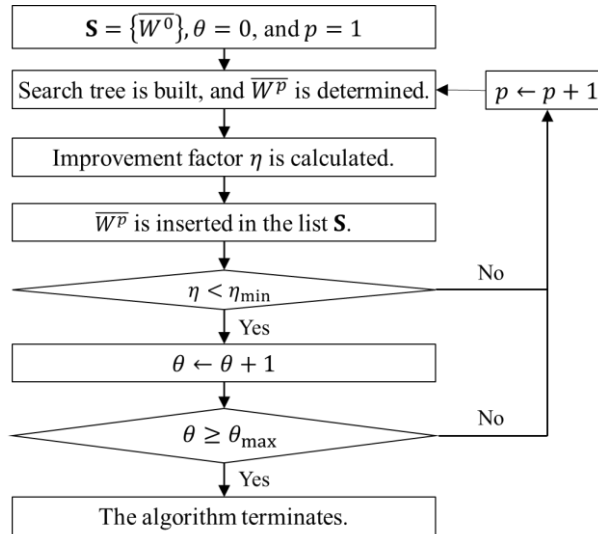 S = {W̅⁰}, θ = 0, and p = 1
Search tree is built, and W̅ᵖ is determined.
p ← p + 1
Improvement factor η is calculated.
W̅ᵖ is inserted in the list S.
η < η_min
No
Yes
θ ← θ + 1
θ ≥ θ_max
No
Yes
The algorithm terminates.